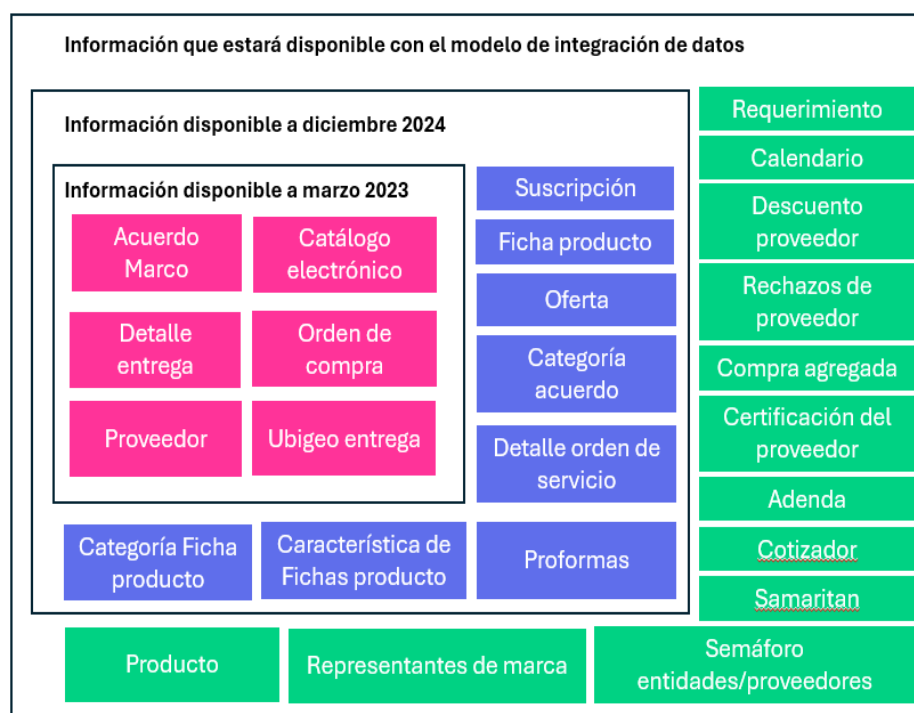 Información que estará disponible con el modelo de integración de datos
Información disponible a diciembre 2024
Información disponible a marzo 2023
Acuerdo
Marco
Catálogo
electrónico
Detalle
entrega
Orden de
compra
Proveedor
Ubigeo entrega
Suscripción
Ficha producto
Oferta
Categoría
acuerdo
Detalle orden de
servicio
Categoría Ficha
producto
Característica de
Fichas producto
Proformas
Requerimiento
Calendario
Descuento
proveedor
Rechazos de
proveedor
Compra agregada
Certificación del
proveedor
Adenda
Cotizador
Samaritan
Producto
Representantes de marca
Semáforo
entidades/proveedores